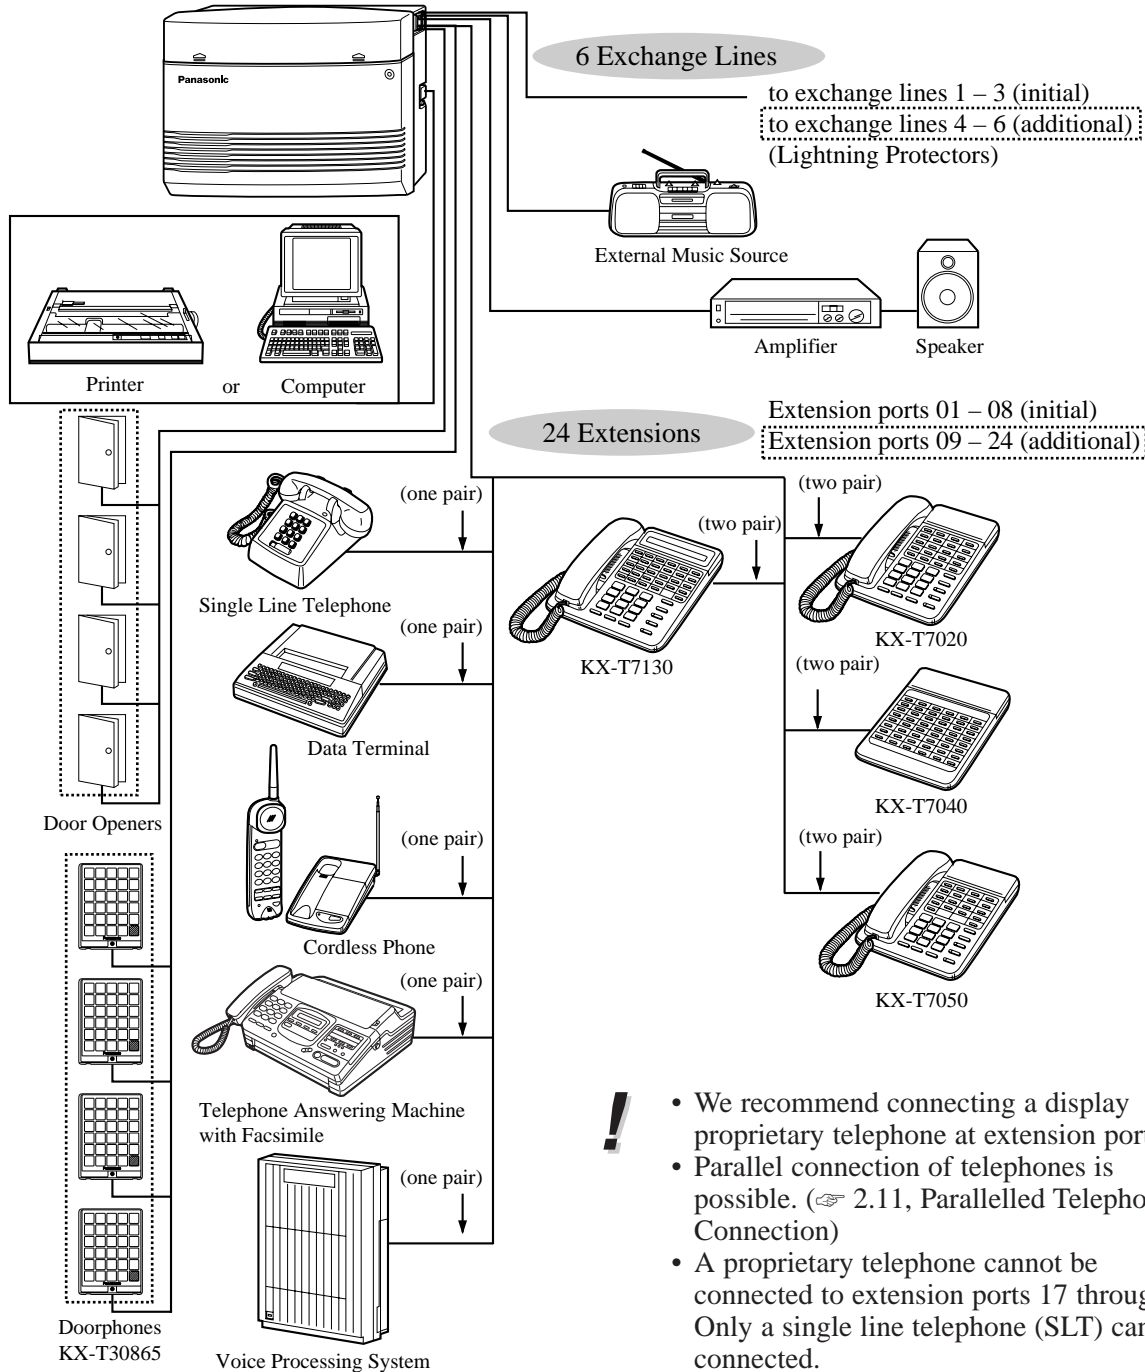 6 Exchange Lines
Panasonic
to exchange lines 1 – 3 (initial)
to exchange lines 4 – 6 (additional)
(Lightning Protectors)
External Music Source
Amplifier
Speaker
Printer
or
Computer
24 Extensions
Extension ports 01 – 08 (initial)
Extension ports 09 – 24 (additional)
(one pair)
(two pair)
(two pair)
Single Line Telephone
KX-T7130
KX-T7020
(one pair)
(two pair)
Data Terminal
KX-T7040
Door Openers
(one pair)
(two pair)
Cordless Phone
(one pair)
KX-T7050
Telephone Answering Machine
with Facsimile
(one pair)
Doorphones
KX-T30865
Voice Processing System
!
• We recommend connecting a display
proprietary telephone at extension port
• Parallel connection of telephones is
possible. (☞ 2.11, Parallelled Telepho
Connection)
• A proprietary telephone cannot be
connected to extension ports 17 throug
Only a single line telephone (SLT) can
connected.